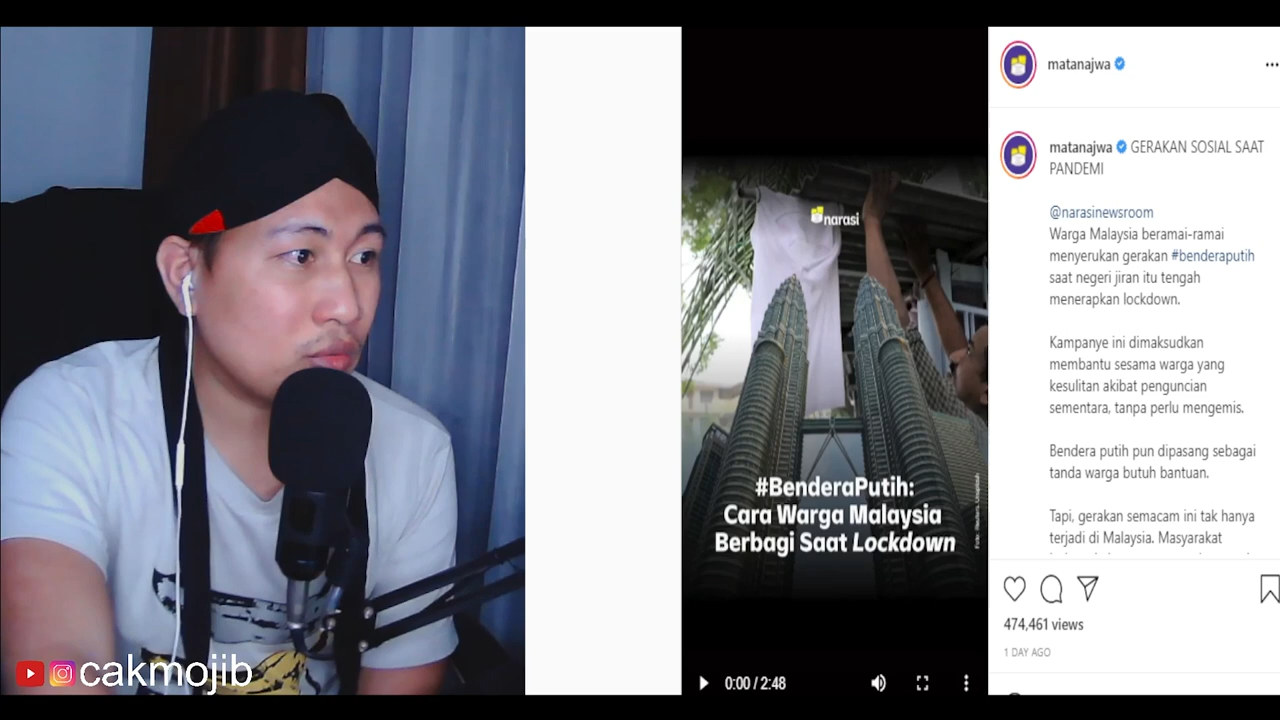 matanajwa
matanajwa GERAKAN SOSIAL SAAT
PANDEMI
@narasinewsroom
Warga Malaysia beramai-ramai
menyerukan gerakan #benderaputih
saat negeri jiran itu tengah
menerapkan lockdown.
Kampanye ini dimaksudkan
membantu sesama warga yang
kesulitan akibat penguncian
sementara, tanpa perlu mengemis.
Bendera putih pun dipasang sebagai
tanda warga butuh bantuan.
Tapi, gerakan semacam ini tak hanya
terjadi di Malaysia. Masyarakat
474,461 views
1 DAY AGO
narasi
#BenderaPutih:
Cara Warga Malaysia
Berbagi Saat Lockdown
0:00 / 2:48
cakmojib